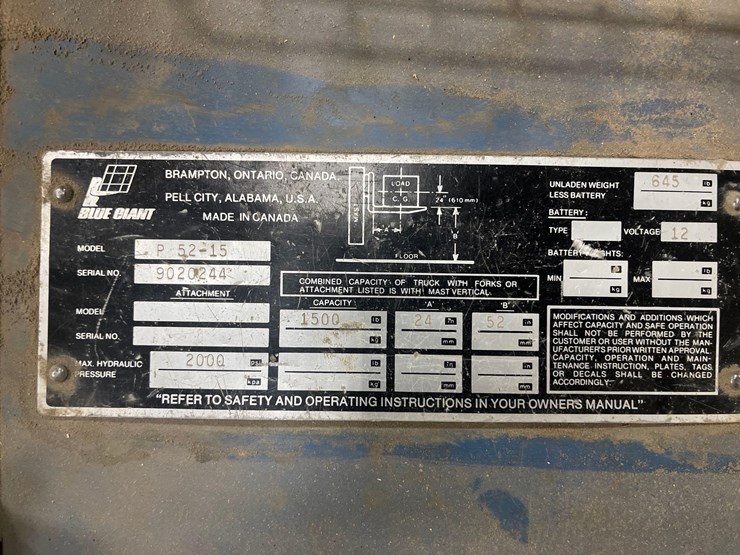 BLUE GIANT
BRAMPTON, ONTARIO, CANADA.
PELL CITY, ALABAMA, U.S.A.
MADE IN CANADA
MAST
LOAD
C. G.
24" (610 mm)
A
B
FLOOR
UNLADEN WEIGHT
LESS BATTERY
645 lb
kg
BATTERY:
TYPE
VOLTAGE 12
BATTERY WEIGHTS:
MIN lb
kg
MAX lb
kg
MODEL P 52-15
SERIAL NO. 9020244
ATTACHMENT
MODEL
SERIAL NO.
MAX. HYDRAULIC
PRESSURE
2000 psi
kpa
COMBINED CAPACITY OF TRUCK WITH FORKS OR
ATTACHMENT LISTED IS WITH MAST VERTICAL.
CAPACITY 'A' 'B'
1500 lb 24 in 52 in
kg mm mm
lb in in
kg mm mm
MODIFICATIONS AND ADDITIONS WHICH
AFFECT CAPACITY AND SAFE OPERATION
SHALL NOT BE PERFORMED BY THE
CUSTOMER OR USER WITHOUT THE MAN-
UFACTURER'S PRIOR WRITTEN APPROVAL.
CAPACITY, OPERATION AND MAIN-
TENANCE INSTRUCTION, PLATES, TAGS
OR DECALS SHALL BE CHANGED
ACCORDINGLY.
"REFER TO SAFETY AND OPERATING INSTRUCTIONS IN YOUR OWNERS MANUAL"